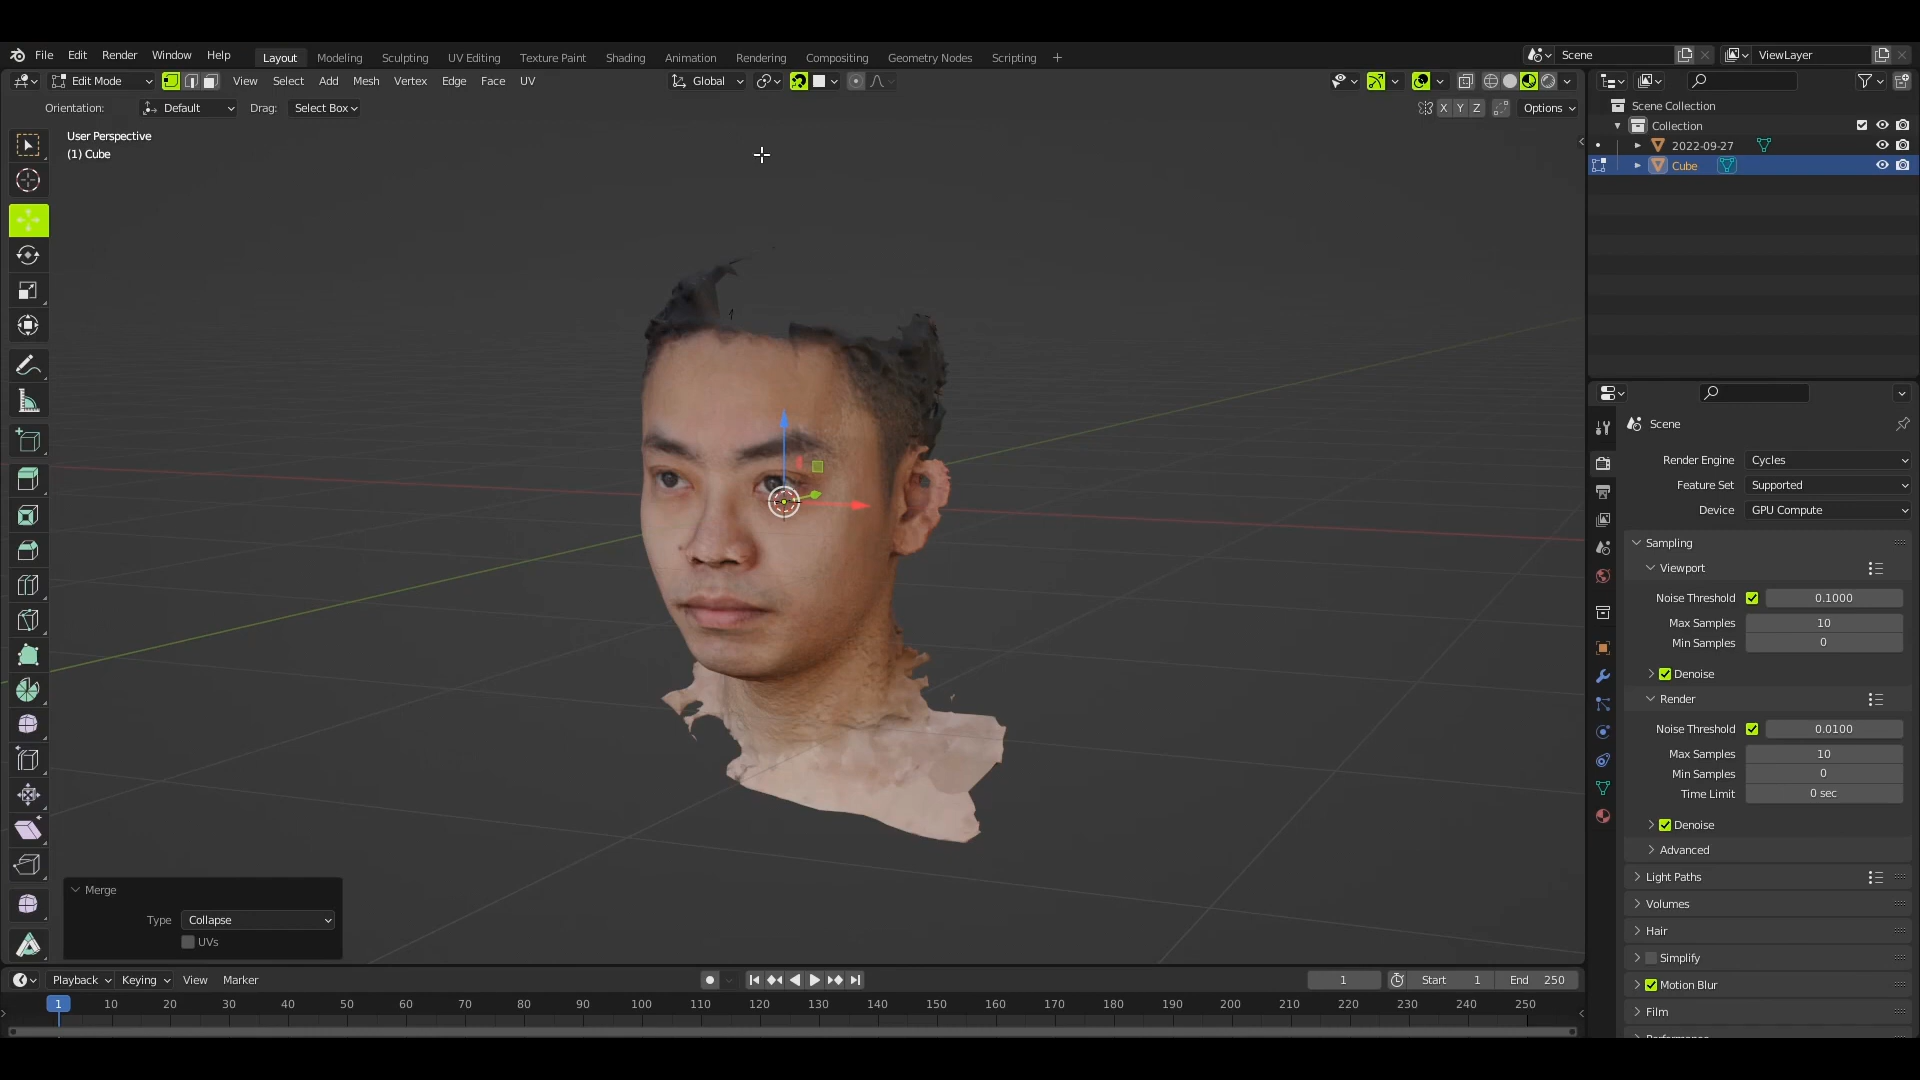 File Edit Render Window Help Layout Modeling Sculpting UV Editing Texture Paint Shading Animation Rendering Compositing Geometry Nodes Scripting + Scene ViewLayer
Edit Mode View Select Add Mesh Vertex Edge Face UV Global
Orientation: Default Drag: Select Box X Y Z Options
User Perspective
(1) Cube
Scene Collection
Collection
2022-09-27
Cube
Scene
Render Engine Cycles
Feature Set Supported
Device GPU Compute
Sampling
Viewport
Noise Threshold 0.1000
Max Samples 10
Min Samples 0
Denoise
Render
Noise Threshold 0.0100
Max Samples 10
Min Samples 0
Time Limit 0 sec
Denoise
Advanced
Light Paths
Volumes
Hair
Simplify
Motion Blur
Film
Merge
Type Collapse
UVs
Playback Keying View Marker 1 Start 1 End 250
1 10 20 30 40 50 60 70 80 90 100 110 120 130 140 150 160 170 180 190 200 210 220 230 240 250